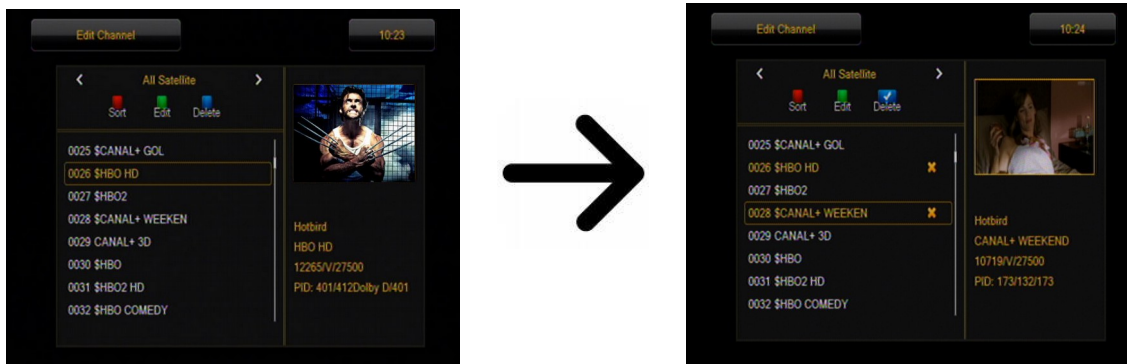 Edit Channel
10:23
All Satellite
Sort Edit Delete
0025 $CANAL+ GOL
0026 $HBO HD
0027 $HBO2
0028 $CANAL+ WEEKEN
0029 CANAL+ 3D
0030 $HBO
0031 $HBO2 HD
0032 $HBO COMEDY
Hotbird
HBO HD
12265/V/27500
PID: 401/412Dolby D/401
Edit Channel
10:24
All Satellite
Sort Edit Delete
0025 $CANAL+ GOL
0026 $HBO HD
0027 $HBO2
0028 $CANAL+ WEEKEN
0029 CANAL+ 3D
0030 $HBO
0031 $HBO2 HD
0032 $HBO COMEDY
Hotbird
CANAL+ WEEKEND
10719/V/27500
PID: 173/132/173